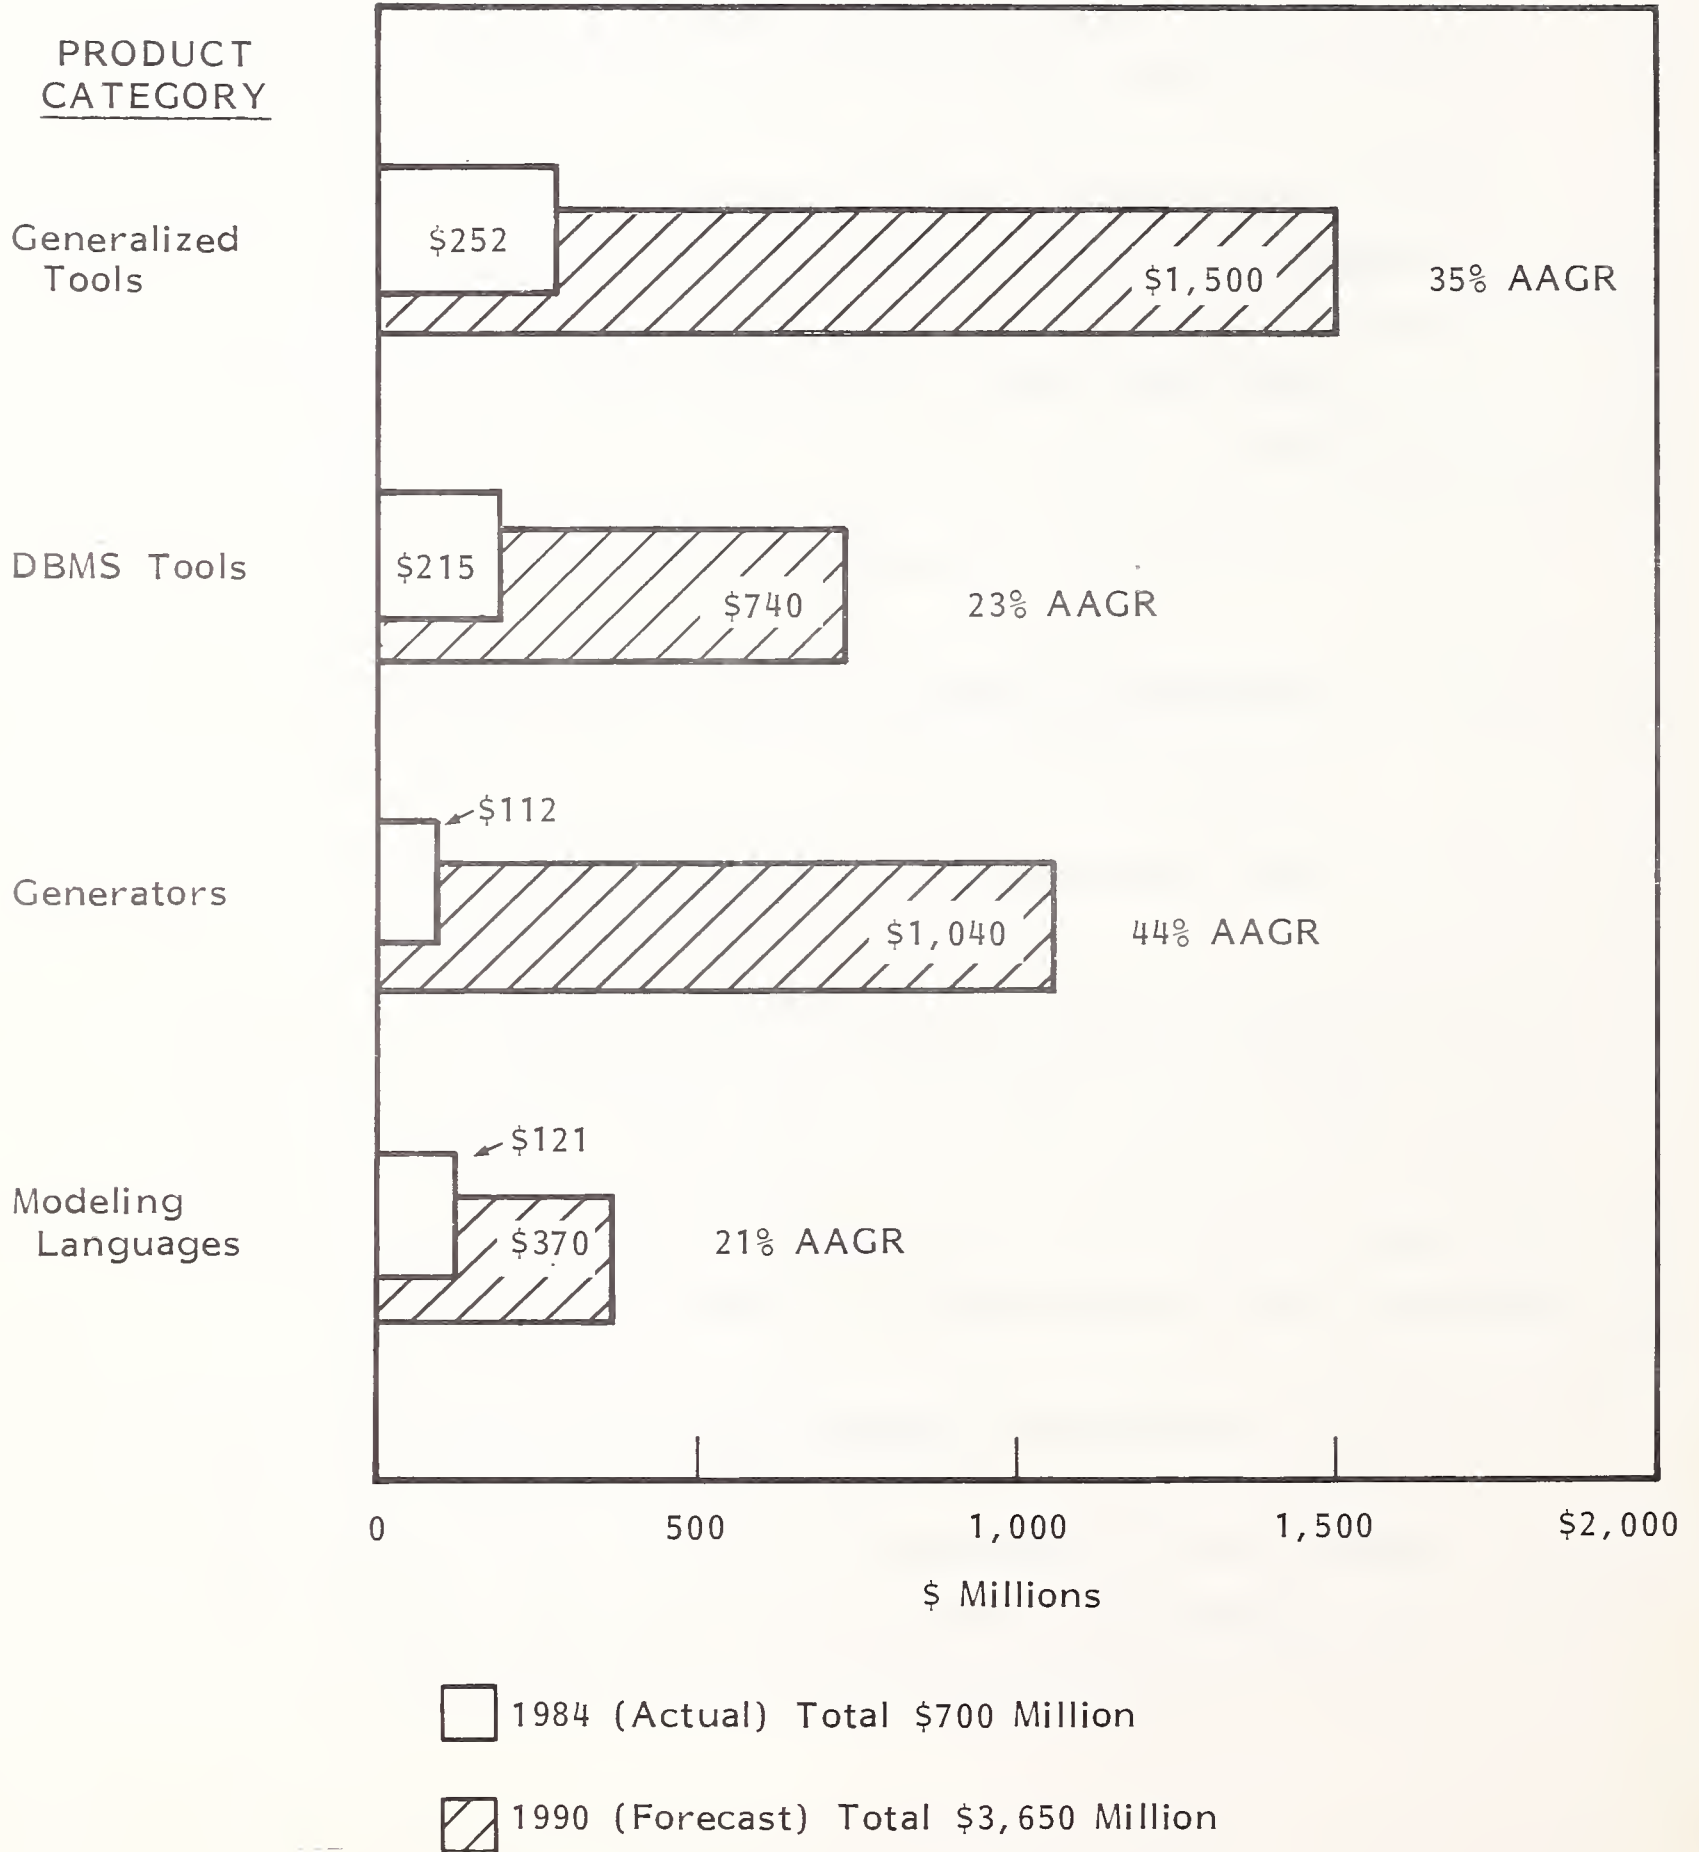 PRODUCT
CATEGORY
Generalized
Tools
$252
$1,500
35% AAGR
DBMS Tools
$215
$740
23% AAGR
$112
Generators
$1,040
44% AAGR
$121
Modeling
Languages
$370
21% AAGR
0 500 1,000 1,500 $2,000
$ Millions
1984 (Actual) Total $700 Million
1990 (Forecast) Total $3,650 Million